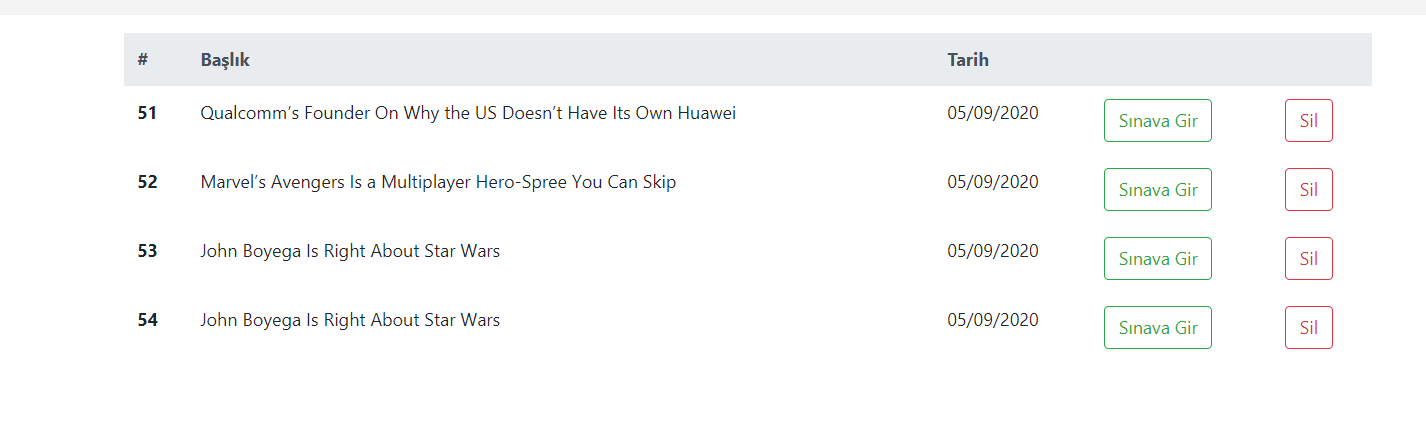 # Başlık Tarih
51 Qualcomm’s Founder On Why the US Doesn’t Have Its Own Huawei 05/09/2020 Sınava Gir Sil
52 Marvel’s Avengers Is a Multiplayer Hero-Spree You Can Skip 05/09/2020 Sınava Gir Sil
53 John Boyega Is Right About Star Wars 05/09/2020 Sınava Gir Sil
54 John Boyega Is Right About Star Wars 05/09/2020 Sınava Gir Sil